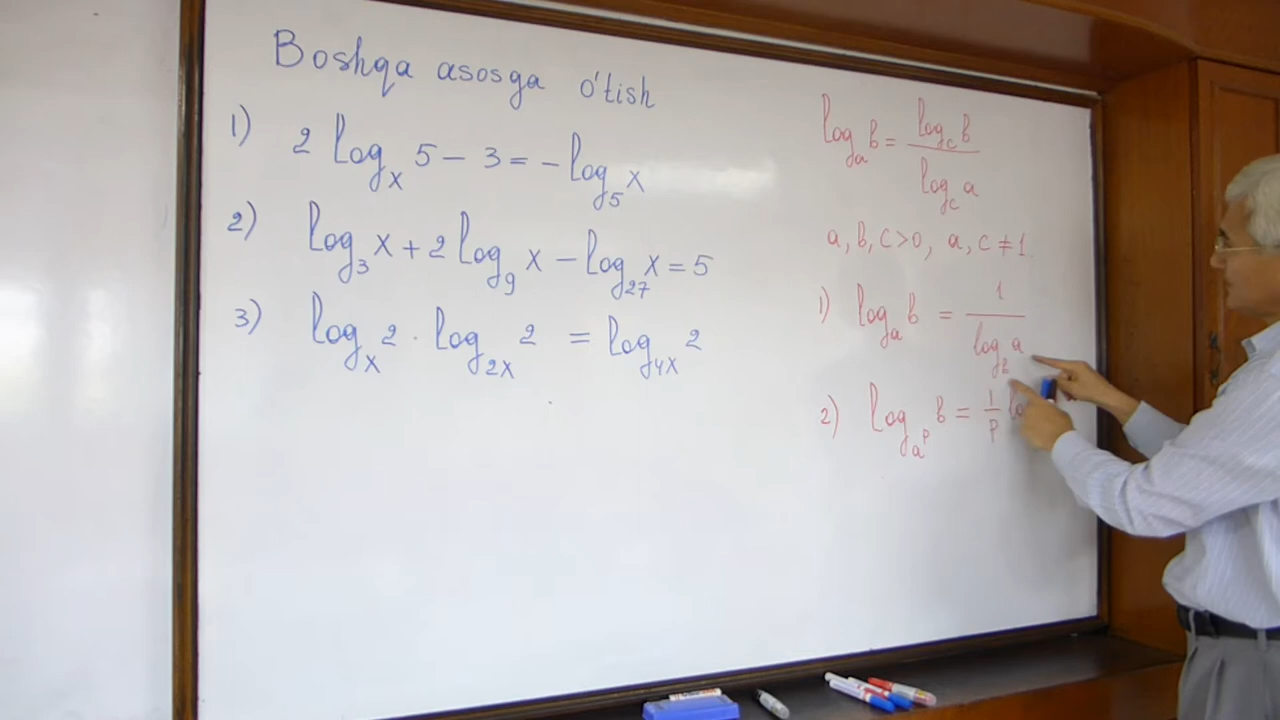 Boshqa asosga o'tish
1) 2 log_x 5 - 3 = - log_5 x
2) log_3 x + 2 log_9 x - log_27 x = 5
3) log_x 2 · log_2x 2 = log_4x 2
log_a b = log_c b / log_c a
a, b, c > 0, a, c ≠ 1
1) log_a b = 1 / log_b a
2) log_a^p b = 1/p lo